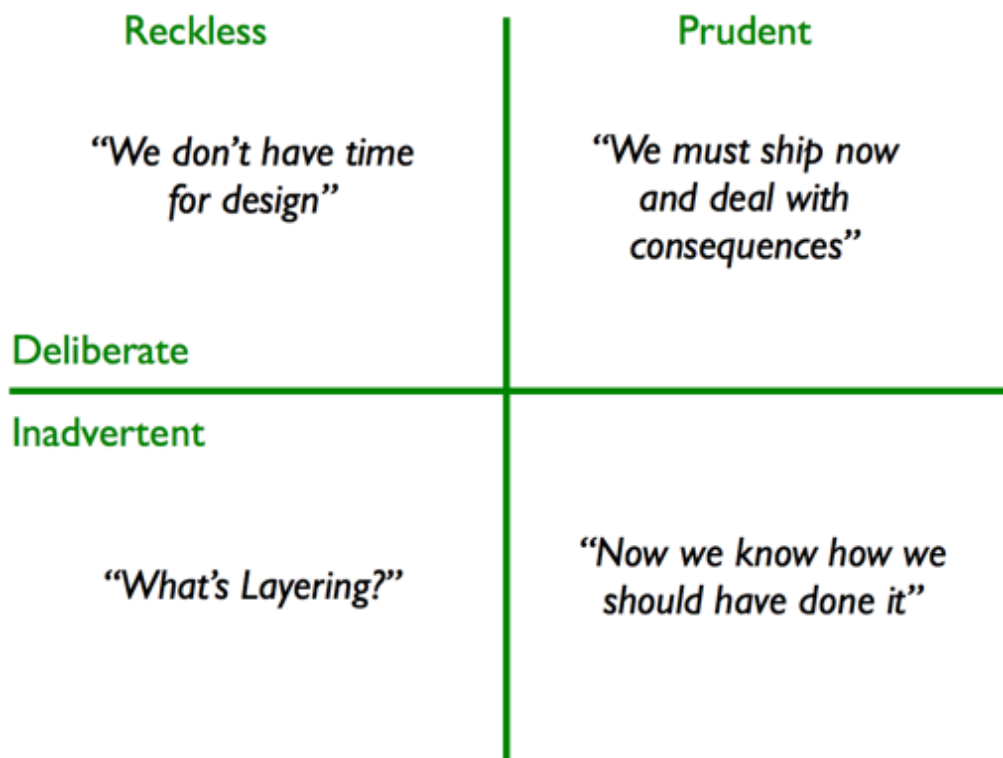 Reckless
Prudent
“We don’t have time
for design”
“We must ship now
and deal with
consequences”
Deliberate
Inadvertent
“What’s Layering?”
“Now we know how we
should have done it”